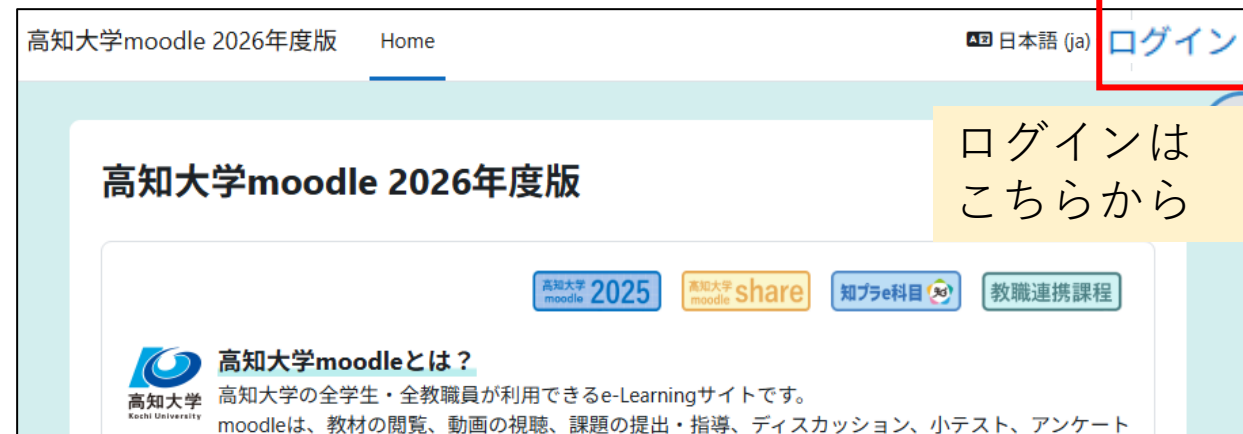 高知大学moodle 2026年度版 Home 日本語 (ja) ログイン
ログインは
こちらから
高知大学moodle 2026年度版
高知大学 moodle 2025 高知大学 moodle share 知プラe科目 教職連携課程
高知大学moodleとは？
高知大学
Kochi University
高知大学の全学生・全教職員が利用できるe-Learningサイトです。
moodleは、教材の閲覧、動画の視聴、課題の提出・指導、ディスカッション、小テスト、アンケート